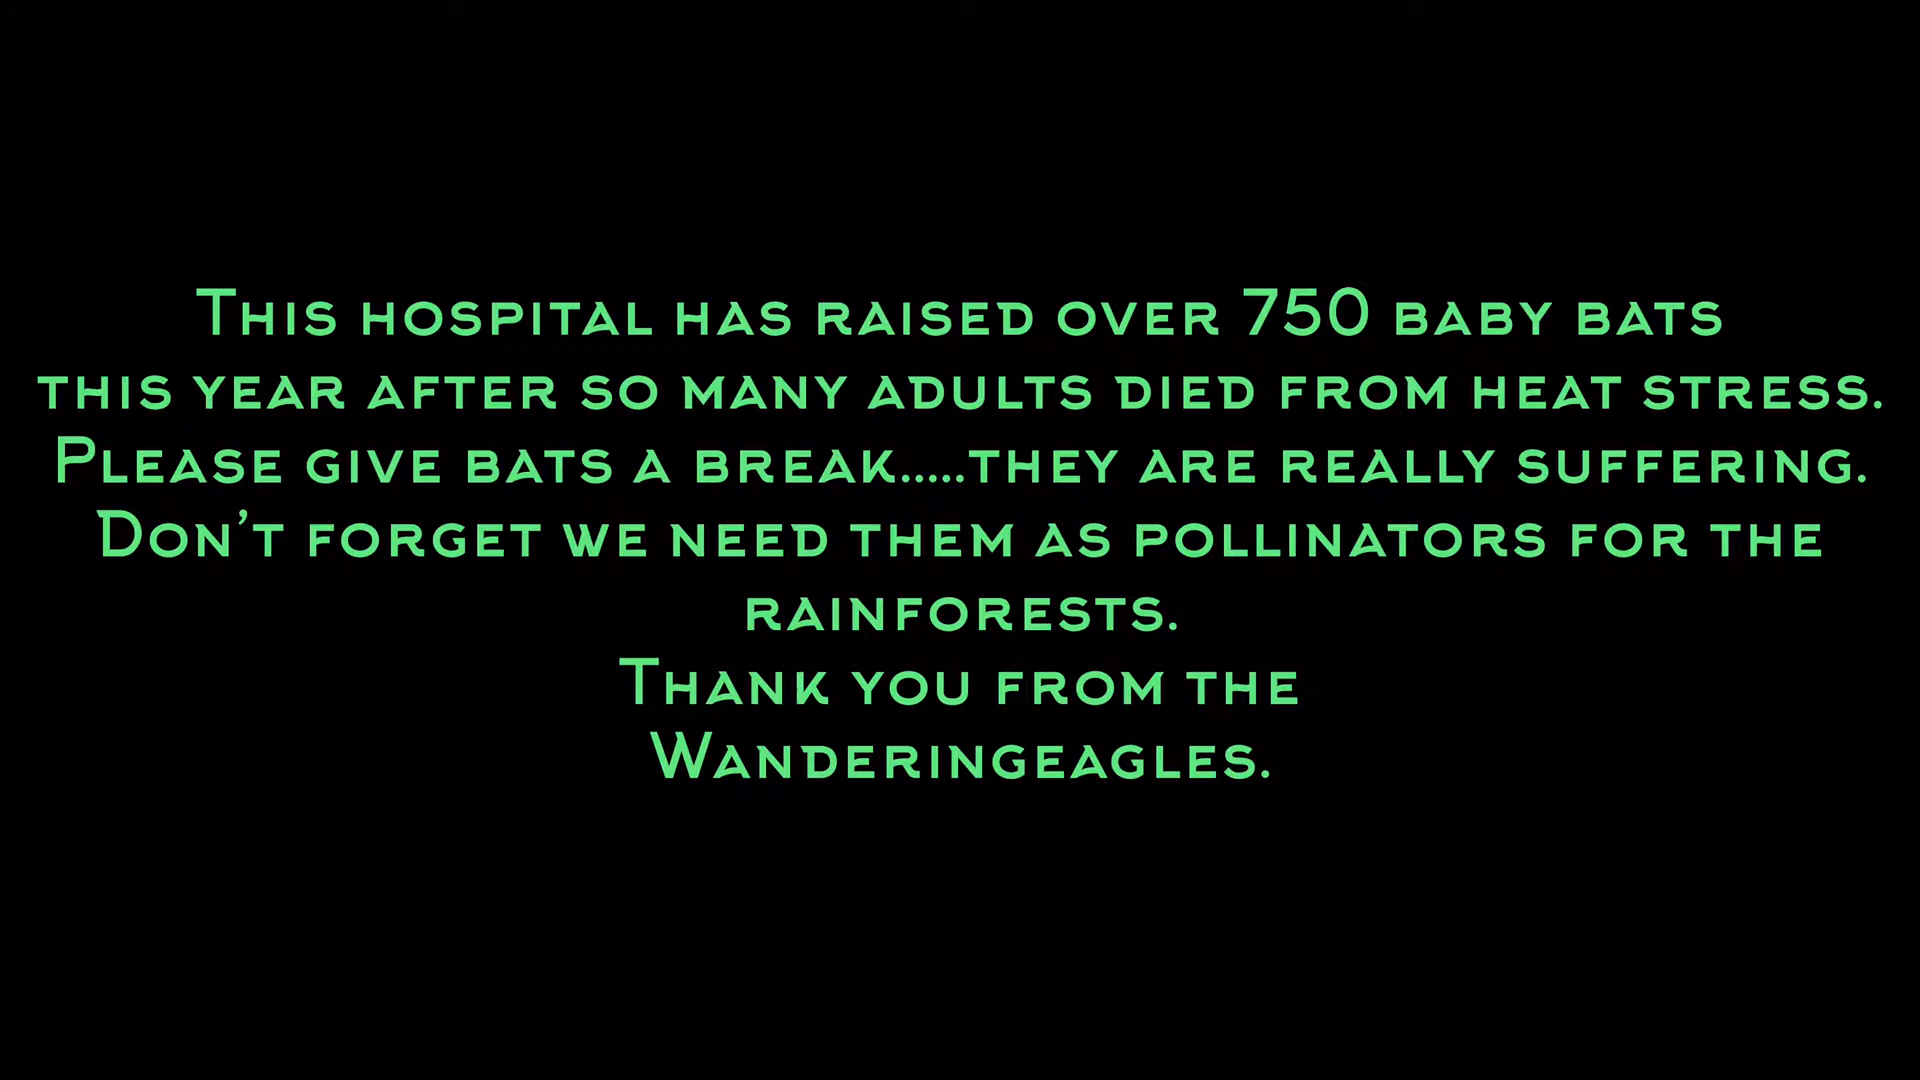 This hospital has raised over 750 baby bats
this year after so many adults died from heat stress.
Please give bats a break.....they are really suffering.
Don't forget we need them as pollinators for the
rainforests.
Thank you from the
Wanderingeagles.